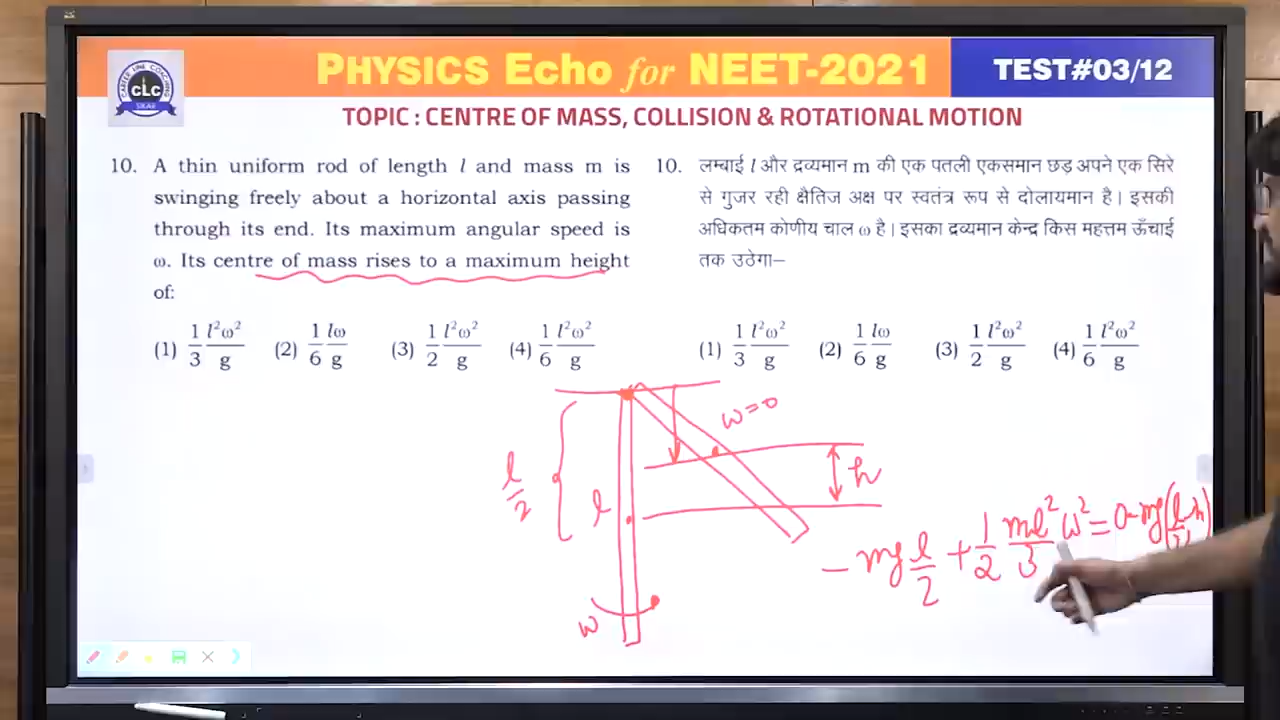 PHYSICS Echo for NEET-2021
TEST#03/12
CLC
SIKAR
TOPIC : CENTRE OF MASS, COLLISION & ROTATIONAL MOTION
10. A thin uniform rod of length l and mass m is
swinging freely about a horizontal axis passing
through its end. Its maximum angular speed is
ω. Its centre of mass rises to a maximum height
of:
(1) 1/3 l²ω²/g (2) 1/6 lω/g (3) 1/2 l²ω²/g (4) 1/6 l²ω²/g
10. लम्बाई l और द्रव्यमान m की एक पतली एकसमान छड़ अपने एक सिरे
से गुजर रही क्षैतिज अक्ष पर स्वतंत्र रूप से दोलायमान है। इसकी
अधिकतम कोणीय चाल ω है। इसका द्रव्यमान केन्द्र किस महत्तम ऊँचाई
तक उठेगा–
(1) 1/3 l²ω²/g (2) 1/6 lω/g (3) 1/2 l²ω²/g (4) 1/6 l²ω²/g
ω=0
l/2
l
h
ω
- mg l/2 + 1/2 ml²/3 ω² = 0 - mg(l/2 - h)